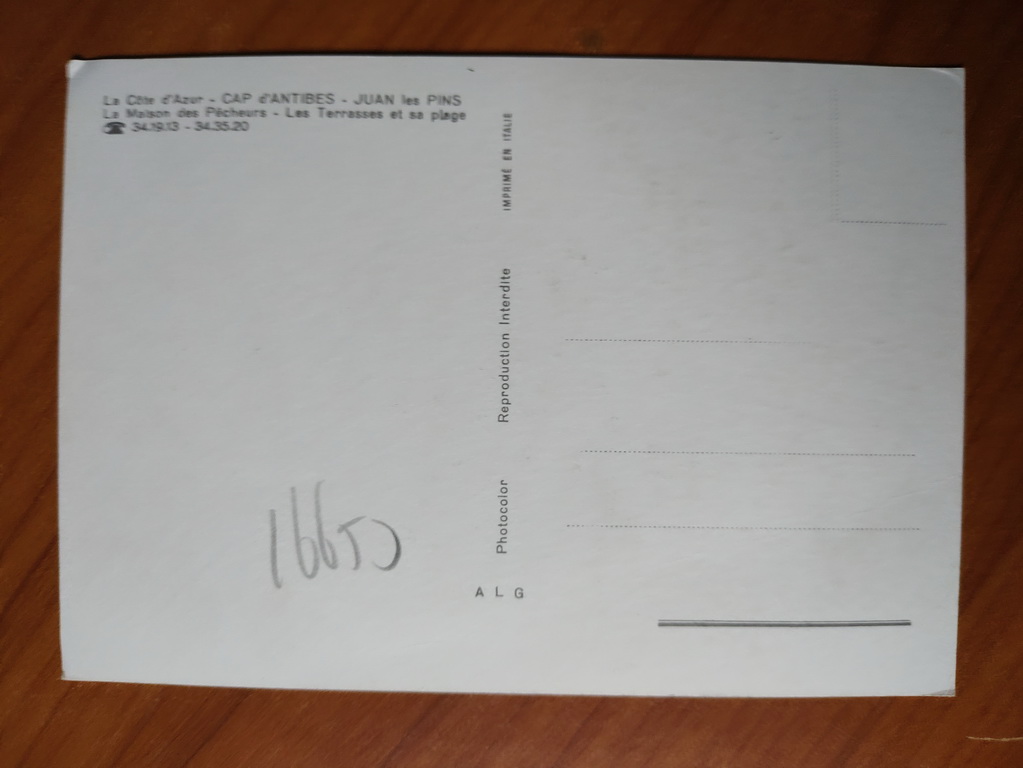 La Côte d'Azur - CAP d'ANTIBES - JUAN les PINS
La Maison des Pêcheurs - Les Terrasses et sa plage
☎ 34.19.13 - 34.35.20
IMPRIMÉ EN ITALIE
Reproduction Interdite
Photocolor
A L G